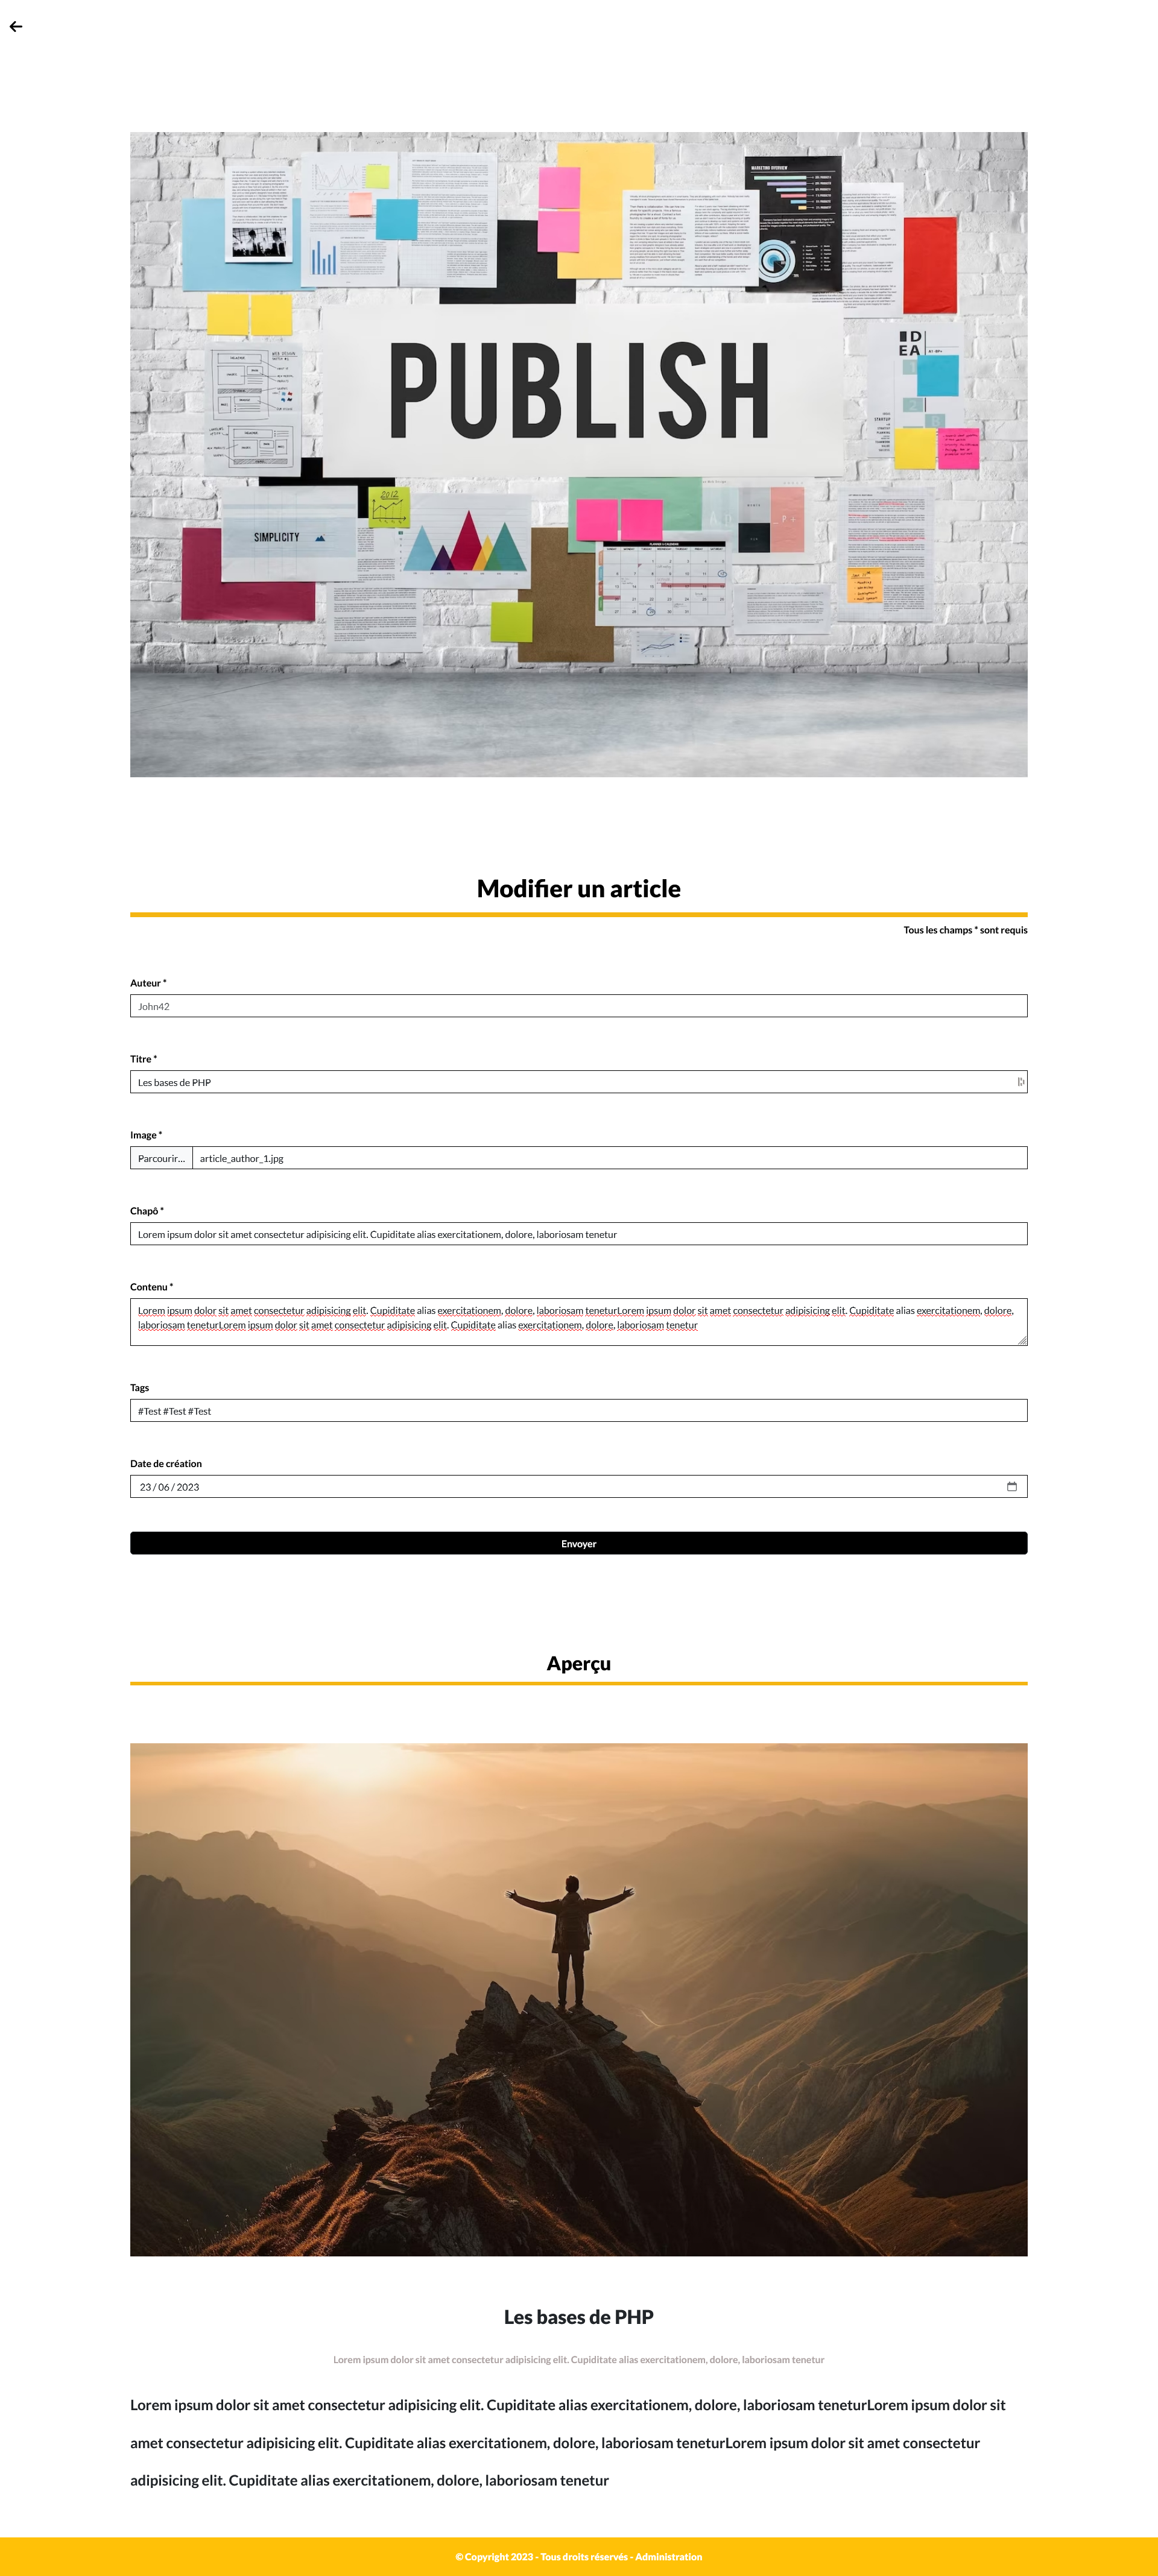 MARKETING OVERVIEW
D
EA
PUBLISH
2012
SIMPLICITY
Modifier un article
Tous les champs * sont requis
Auteur *
John42
Titre *
Les bases de PHP
Image *
Parcourir... article_author_1.jpg
Chapô *
Lorem ipsum dolor sit amet consectetur adipisicing elit. Cupiditate alias exercitationem, dolore, laboriosam tenetur
Contenu *
Lorem ipsum dolor sit amet consectetur adipisicing elit. Cupiditate alias exercitationem, dolore, laboriosam teneturLorem ipsum dolor sit amet consectetur adipisicing elit. Cupiditate alias exercitationem, dolore,
laboriosam teneturLorem ipsum dolor sit amet consectetur adipisicing elit. Cupiditate alias exercitationem, dolore, laboriosam tenetur
Tags
#Test #Test #Test
Date de création
23 / 06 / 2023
Envoyer
Aperçu
Les bases de PHP
Lorem ipsum dolor sit amet consectetur adipisicing elit. Cupiditate alias exercitationem, dolore, laboriosam tenetur
Lorem ipsum dolor sit amet consectetur adipisicing elit. Cupiditate alias exercitationem, dolore, laboriosam teneturLorem ipsum dolor sit
amet consectetur adipisicing elit. Cupiditate alias exercitationem, dolore, laboriosam teneturLorem ipsum dolor sit amet consectetur
adipisicing elit. Cupiditate alias exercitationem, dolore, laboriosam tenetur
© Copyright 2023 - Tous droits réservés - Administration